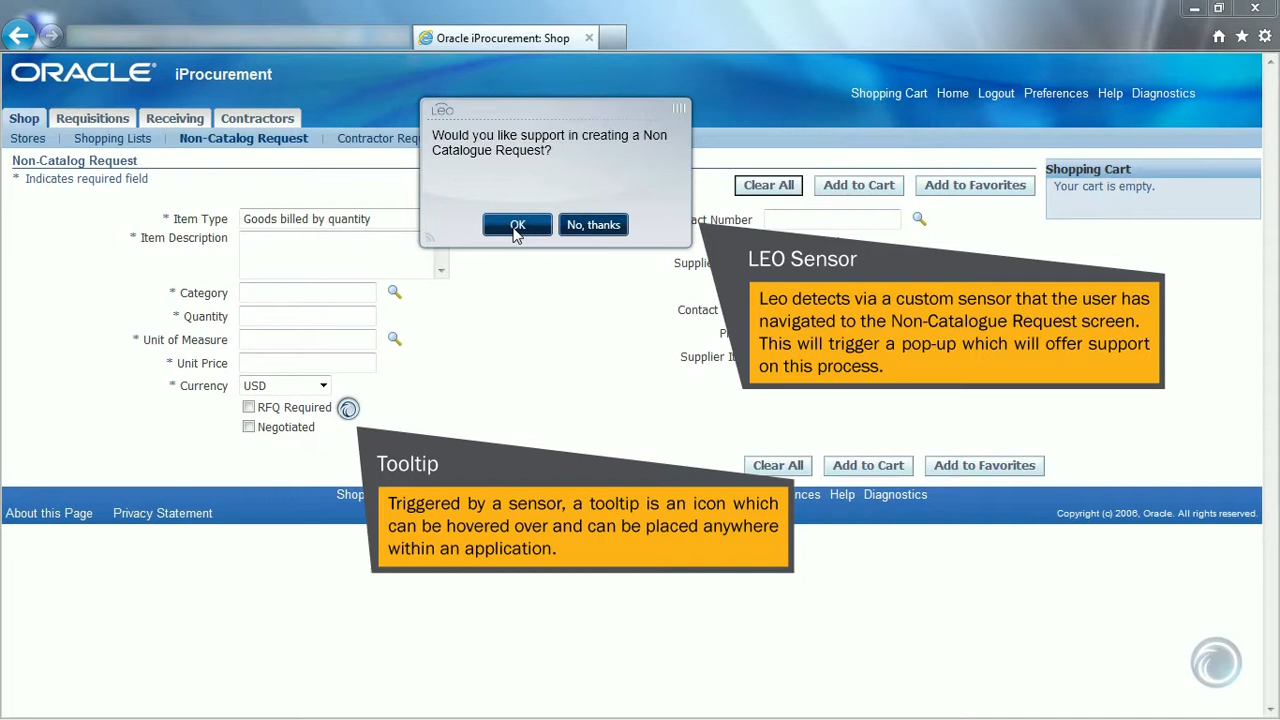 Oracle iProcurement: Shop
ORACLE® iProcurement
Shopping Cart Home Logout Preferences Help Diagnostics
Shop Requisitions Receiving Contractors
Stores Shopping Lists Non-Catalog Request Contractor Req
Non-Catalog Request
* Indicates required field
Leo
Would you like support in creating a Non
Catalogue Request?
OK No, thanks
Clear All Add to Cart Add to Favorites
Shopping Cart
Your cart is empty.
* Item Type Goods billed by quantity
* Item Description
* Category
* Quantity
* Unit of Measure
* Unit Price
* Currency USD
RFQ Required
Negotiated
act Number
Supplie
Contact
P
Supplier I
LEO Sensor
Leo detects via a custom sensor that the user has
navigated to the Non-Catalogue Request screen.
This will trigger a pop-up which will offer support
on this process.
Tooltip
Triggered by a sensor, a tooltip is an icon which
can be hovered over and can be placed anywhere
within an application.
Clear All Add to Cart Add to Favorites
Shop nces Help Diagnostics
About this Page Privacy Statement Copyright (c) 2006, Oracle. All rights reserved.